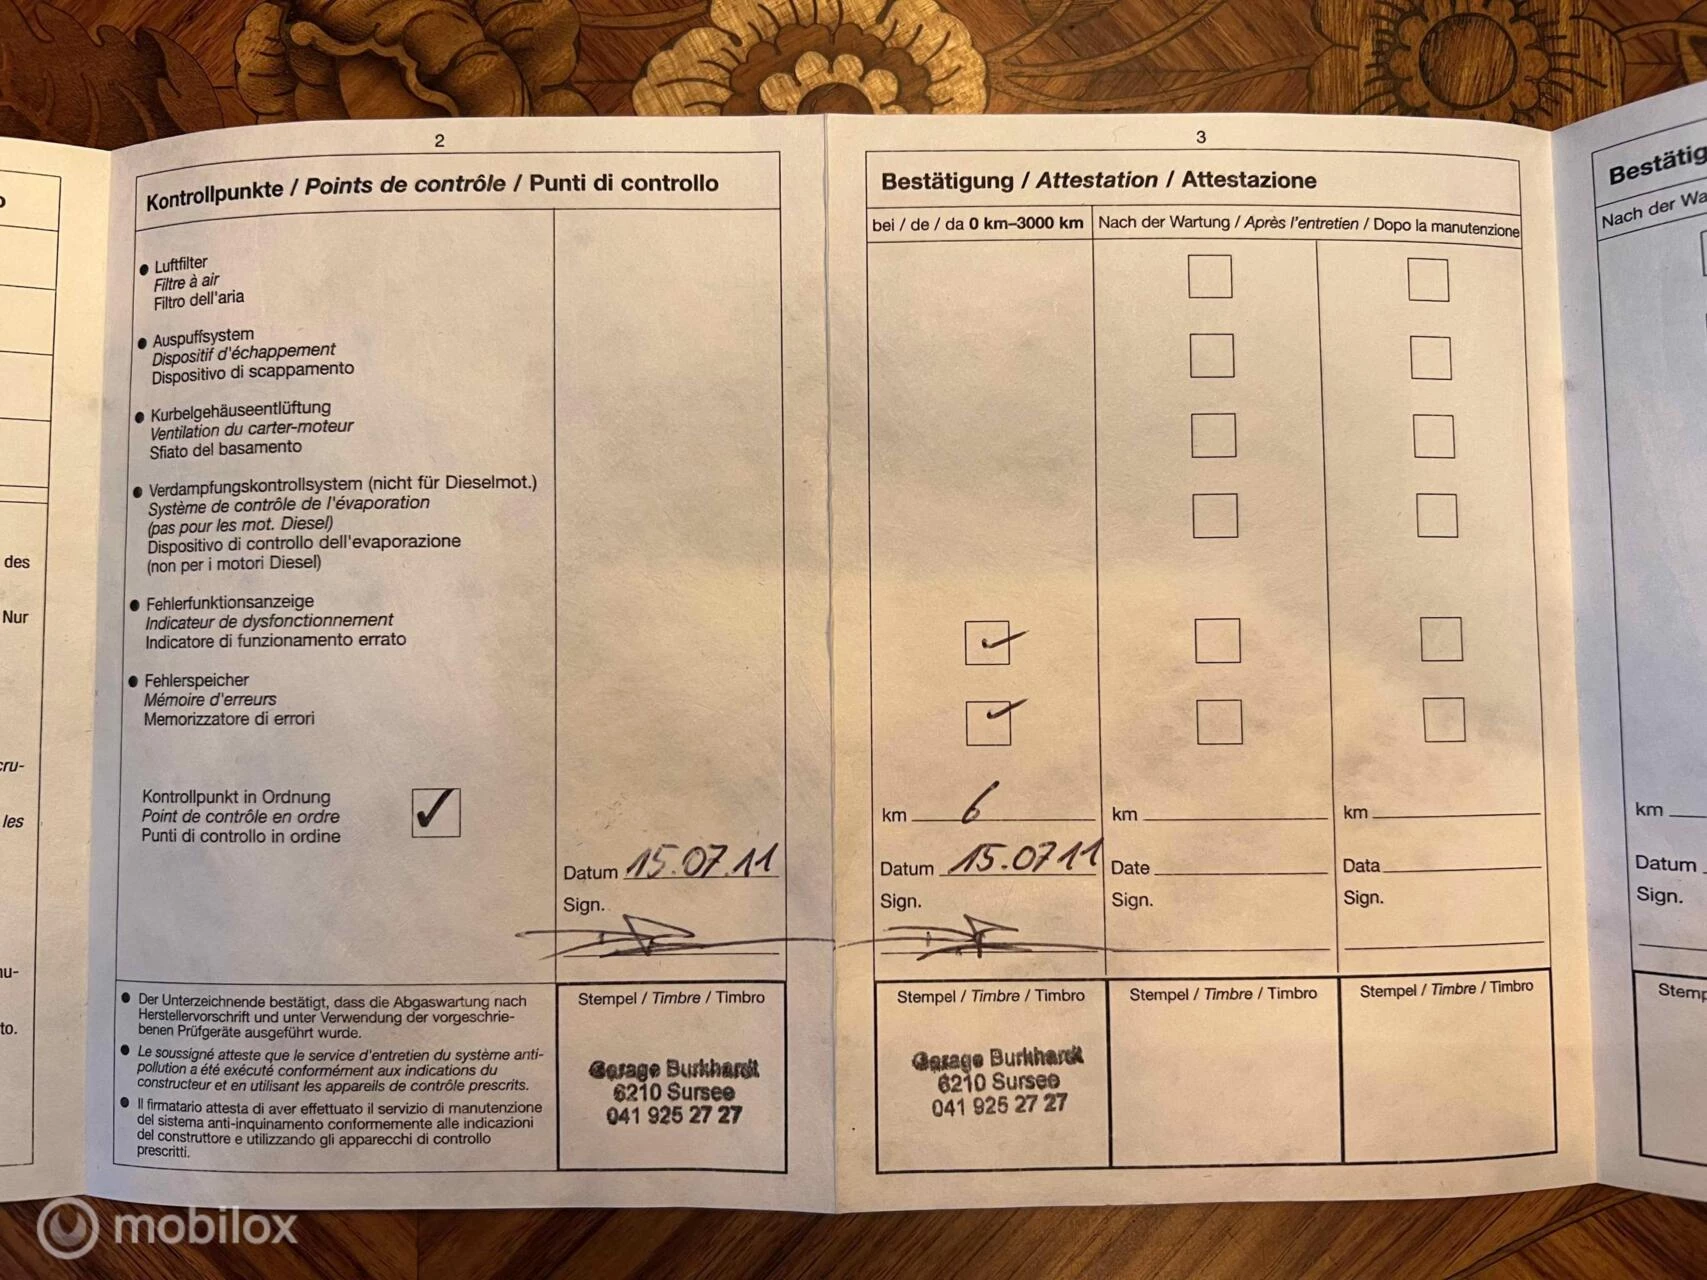 des
Nur
cru-
les
nu-
to.
2
Kontrollpunkte / Points de contrôle / Punti di controllo
Luftfilter
Filtre à air
Filtro dell'aria
Auspuffsystem
Dispositif d'échappement
Dispositivo di scappamento
Kurbelgehäuseentlüftung
Ventilation du carter-moteur
Sfiato del basamento
Verdampfungskontrollsystem (nicht für Dieselmot.)
Système de contrôle de l'évaporation
(pas pour les mot. Diesel)
Dispositivo di controllo dell'evaporazione
(non per i motori Diesel)
Fehlerfunktionsanzeige
Indicateur de dysfonctionnement
Indicatore di funzionamento errato
Fehlerspeicher
Mémoire d'erreurs
Memorizzatore di errori
Kontrollpunkt in Ordnung
Point de contrôle en ordre
Punti di controllo in ordine
Datum 15.07.11
Sign.
Der Unterzeichnende bestätigt, dass die Abgaswartung nach
Herstellervorschrift und unter Verwendung der vorgeschrie-
benen Prüfgeräte ausgeführt wurde.
Le soussigné atteste que le service d'entretien du système anti-
pollution a été exécuté conformément aux indications du
constructeur et en utilisant les appareils de contrôle prescrits.
Il firmatario attesta di aver effettuato il servizio di manutenzione
del sistema anti-inquinamento conformemente alle indicazioni
del construttore e utilizzando gli apparecchi di controllo
prescritti.
Stempel / Timbre / Timbro
Garage Burkhardt
6210 Sursee
041 925 27 27
3
Bestätigung / Attestation / Attestazione
bei / de / da 0 km–3000 km
Nach der Wartung / Après l'entretien / Dopo la manutenzione
km 6
km
km
Datum 15.07 11
Date
Data
Sign.
Sign.
Sign.
Stempel / Timbre / Timbro
Stempel / Timbre / Timbro
Stempel / Timbre / Timbro
Garage Burkhardt
6210 Sursee
041 925 27 27
Bestätig
Nach der Wa
km
Datum
Sign.
Stemp
mobilox